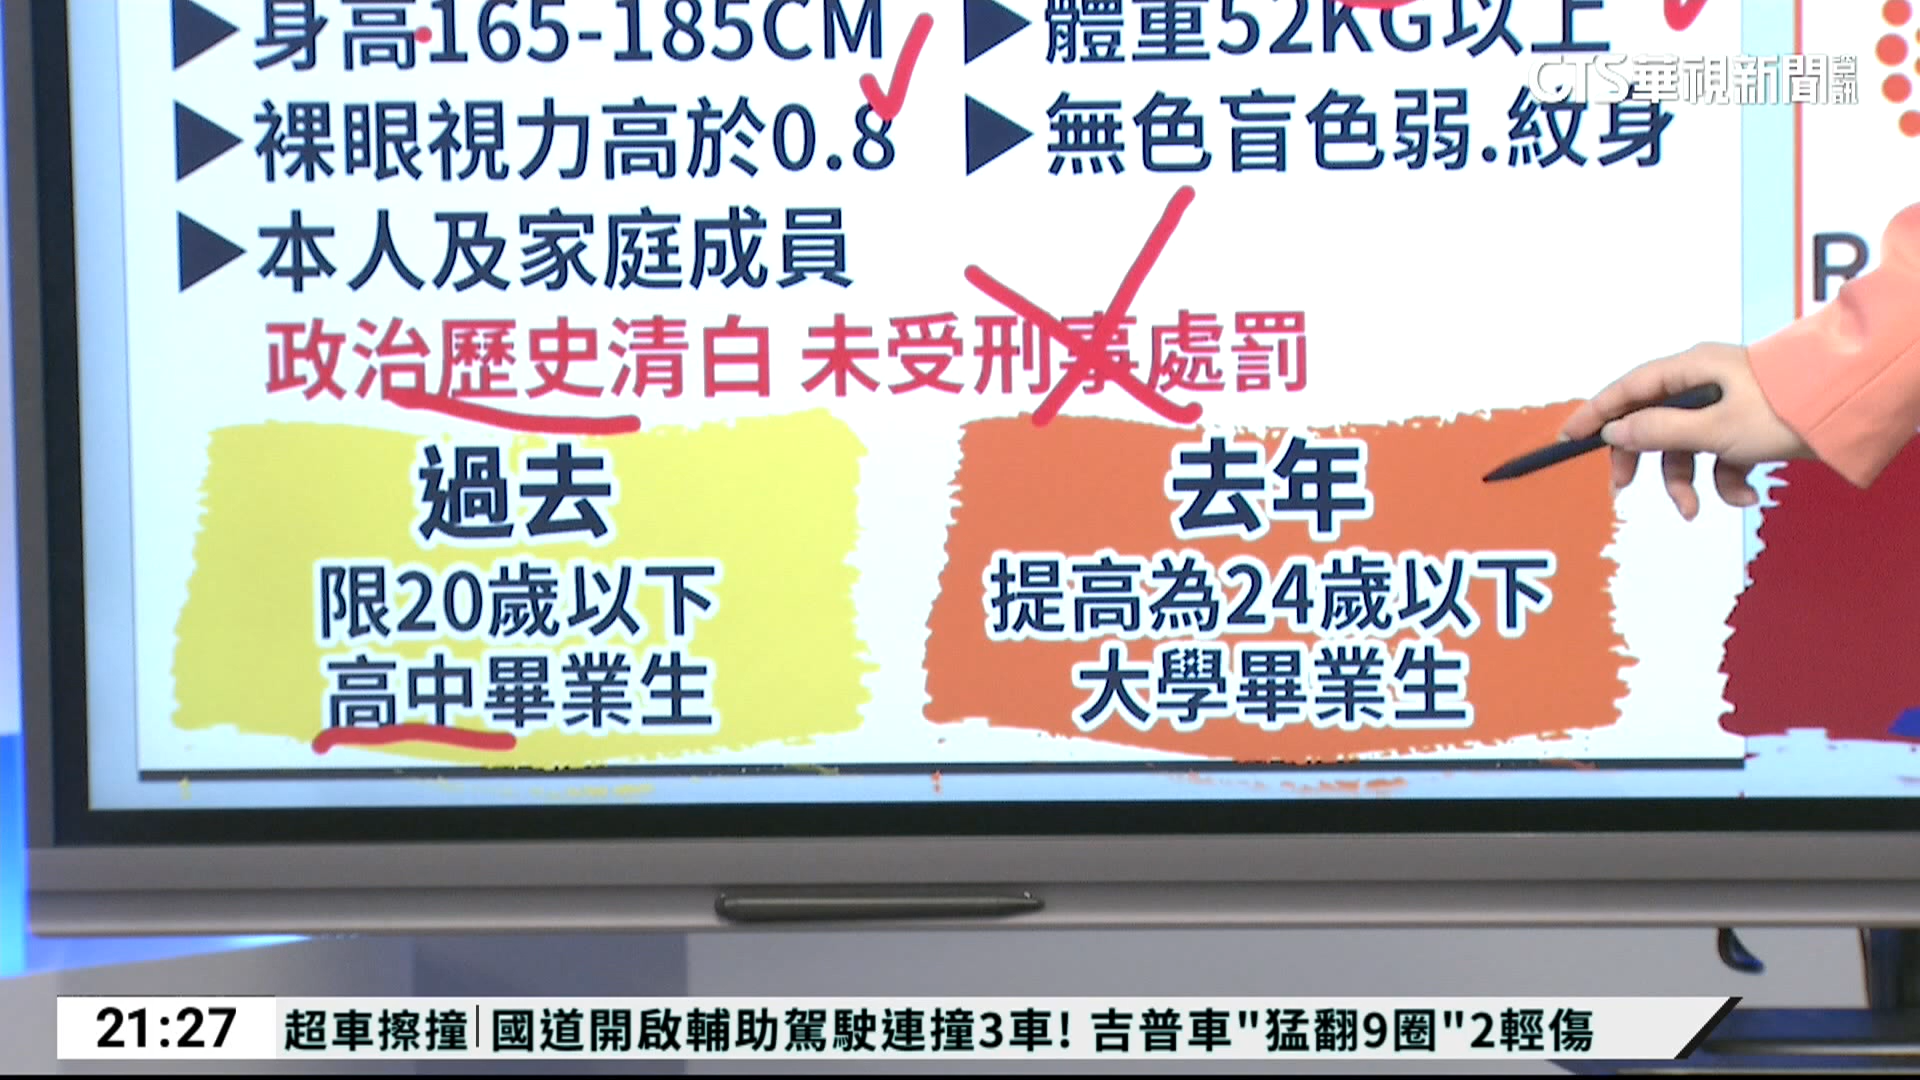 ▶身高165-185CM ▶體重52KG以上
CTS華視新聞資訊
▶裸眼視力高於0.8 ▶無色盲色弱.紋身
▶本人及家庭成員
政治歷史清白 未受刑事處罰
R
過去
限20歲以下
高中畢業生
去年
提高為24歲以下
大學畢業生
21:27 超車擦撞|國道開啟輔助駕駛連撞3車! 吉普車"猛翻9圈"2輕傷